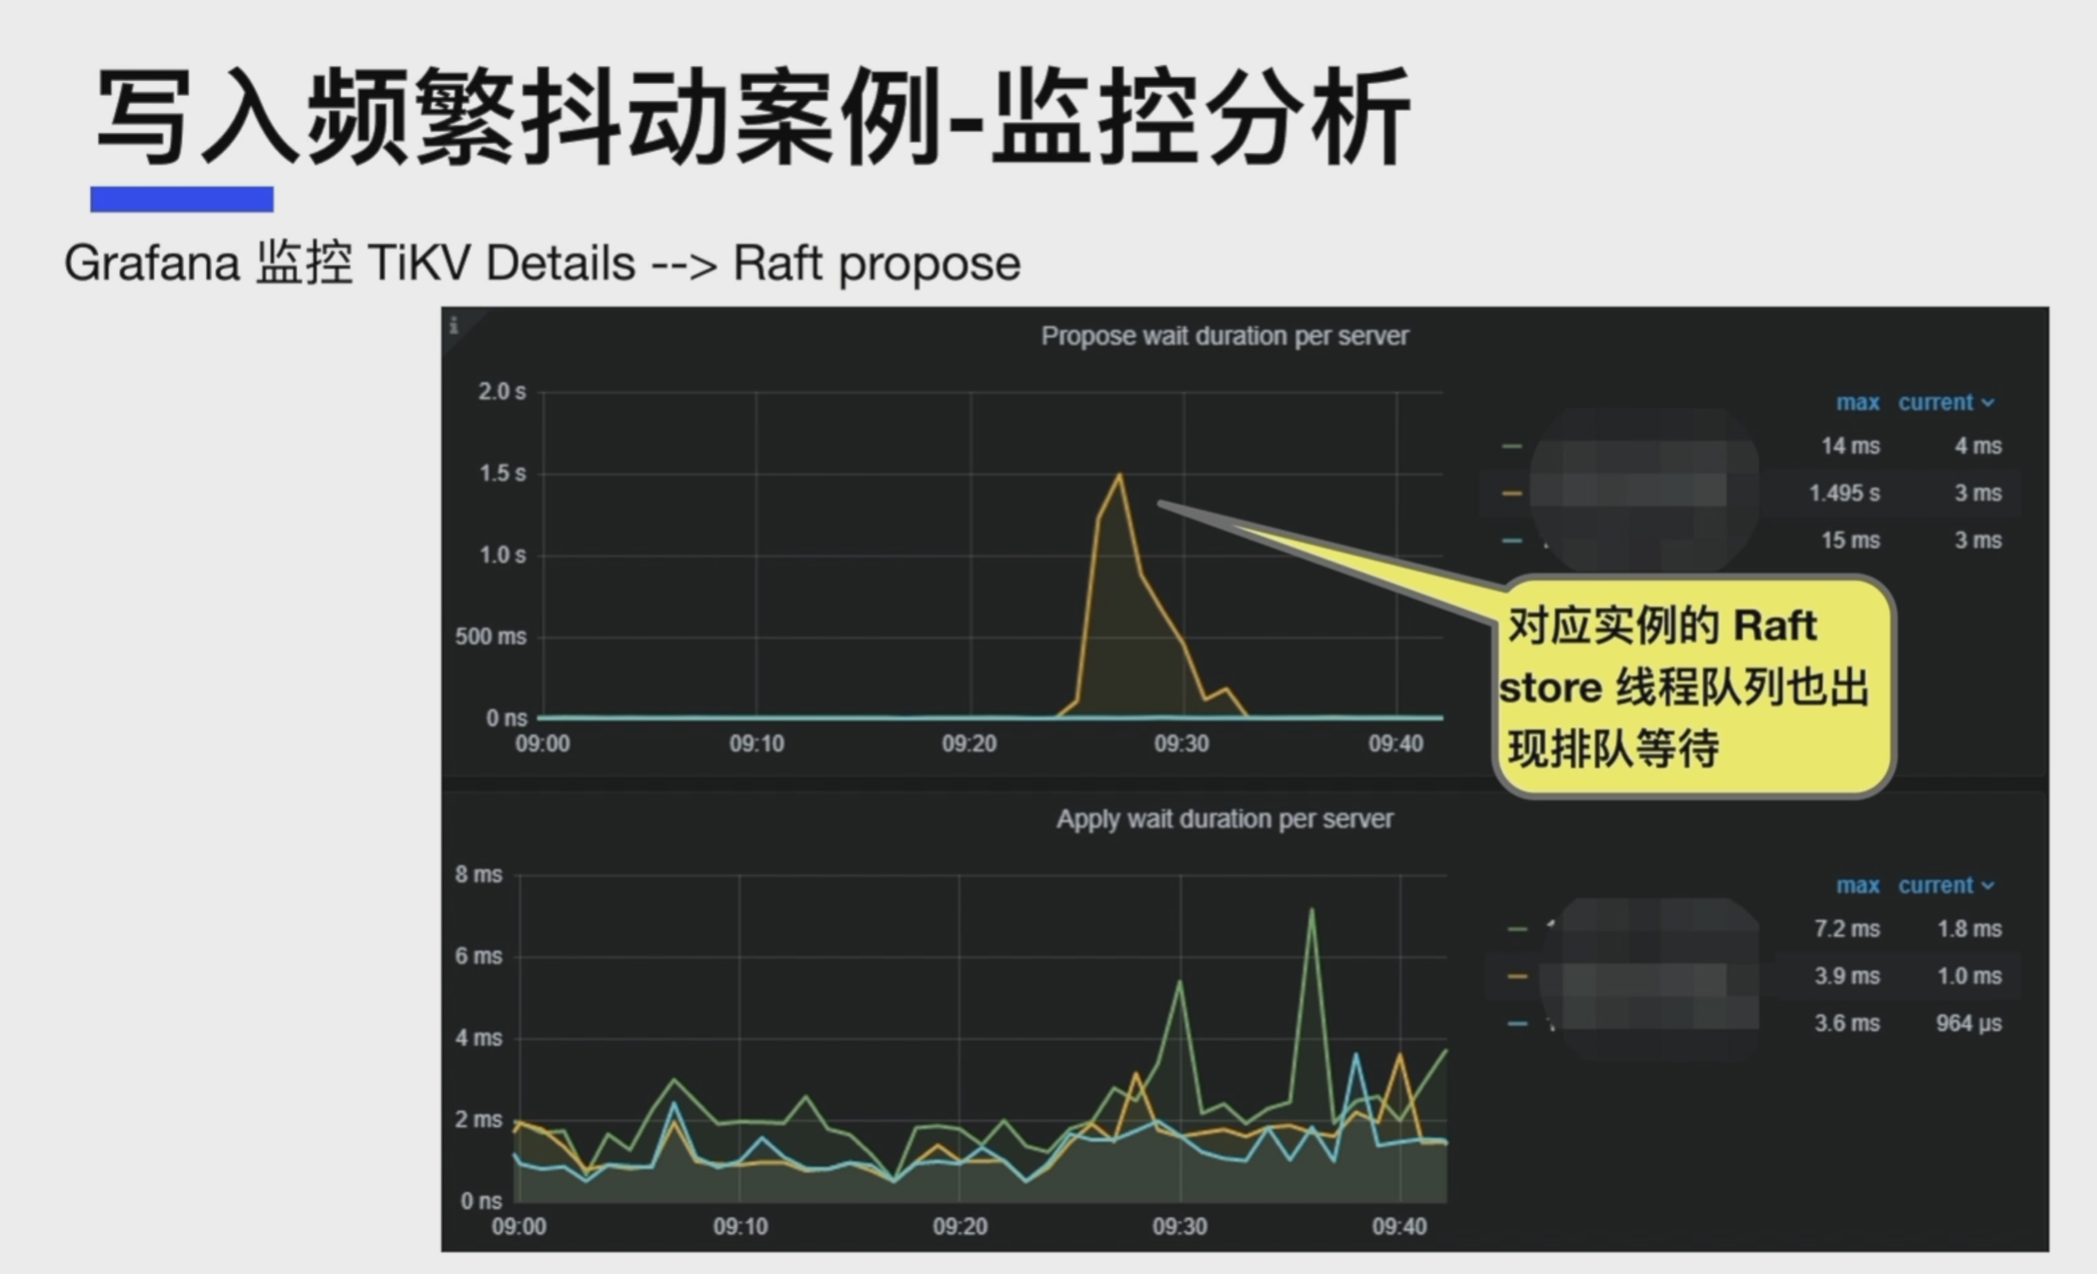 写入频繁抖动案例-监控分析
Grafana 监控 TiKV Details --> Raft propose
Propose wait duration per server
2.0 s
1.5 s
1.0 s
500 ms
0 ns
09:00 09:10 09:20 09:30 09:40
max current
14 ms 4 ms
1.495 s 3 ms
15 ms 3 ms
对应实例的 Raft
store 线程队列也出
现排队等待
Apply wait duration per server
8 ms
6 ms
4 ms
2 ms
0 ns
09:00 09:10 09:20 09:30 09:40
max current
7.2 ms 1.8 ms
3.9 ms 1.0 ms
3.6 ms 964 µs